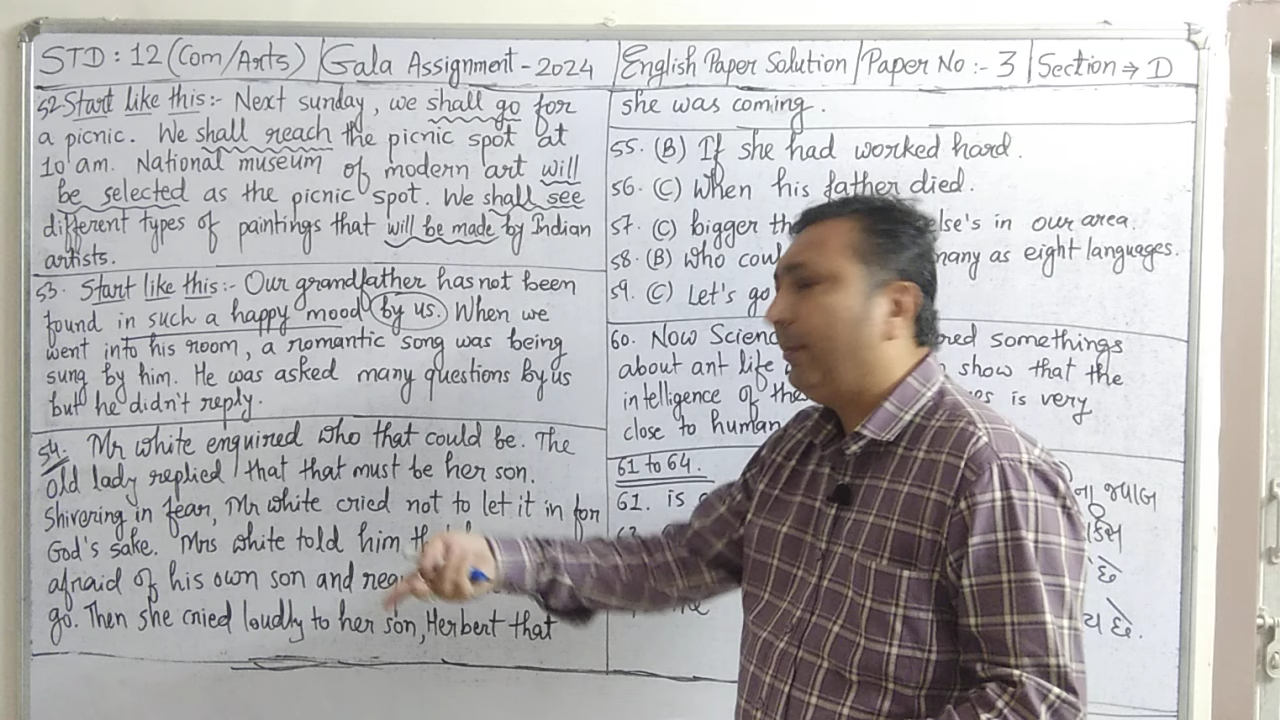 STD : 12 (Com/Arts) | Gala Assignment - 2024 | English Paper Solution | Paper No :- 3 | Section → D
52 Start like this :- Next sunday, we shall go for
a picnic. We shall reach the picnic spot at
10 am. National museum of modern art will
be selected as the picnic spot. We shall see
different types of paintings that will be made by Indian
artists.
53. Start like this :- Our grandfather has not been
found in such a happy mood (by us.) When we
went into his room, a romantic song was being
sung by him. He was asked many questions by us
but he didn't reply.
54. Mr white enquired who that could be. The
old lady replied that that must be her son.
Shivering in fear, Mr white cried not to let it in for
God's sake. Mrs white told him
afraid of his own son and
go. Then she cried loudly to her son, Herbert that
she was coming.
55. (B) If she had worked hard.
56. (C) When his father died.
57. (C) bigger else's in our area.
58. (B) who many as eight languages.
59. (C) Let's go
60. Now somethings
about ant life show that the
intelligence of is very
close to human
61 to 64.
61. is
નો જવાબ
છે
છે.